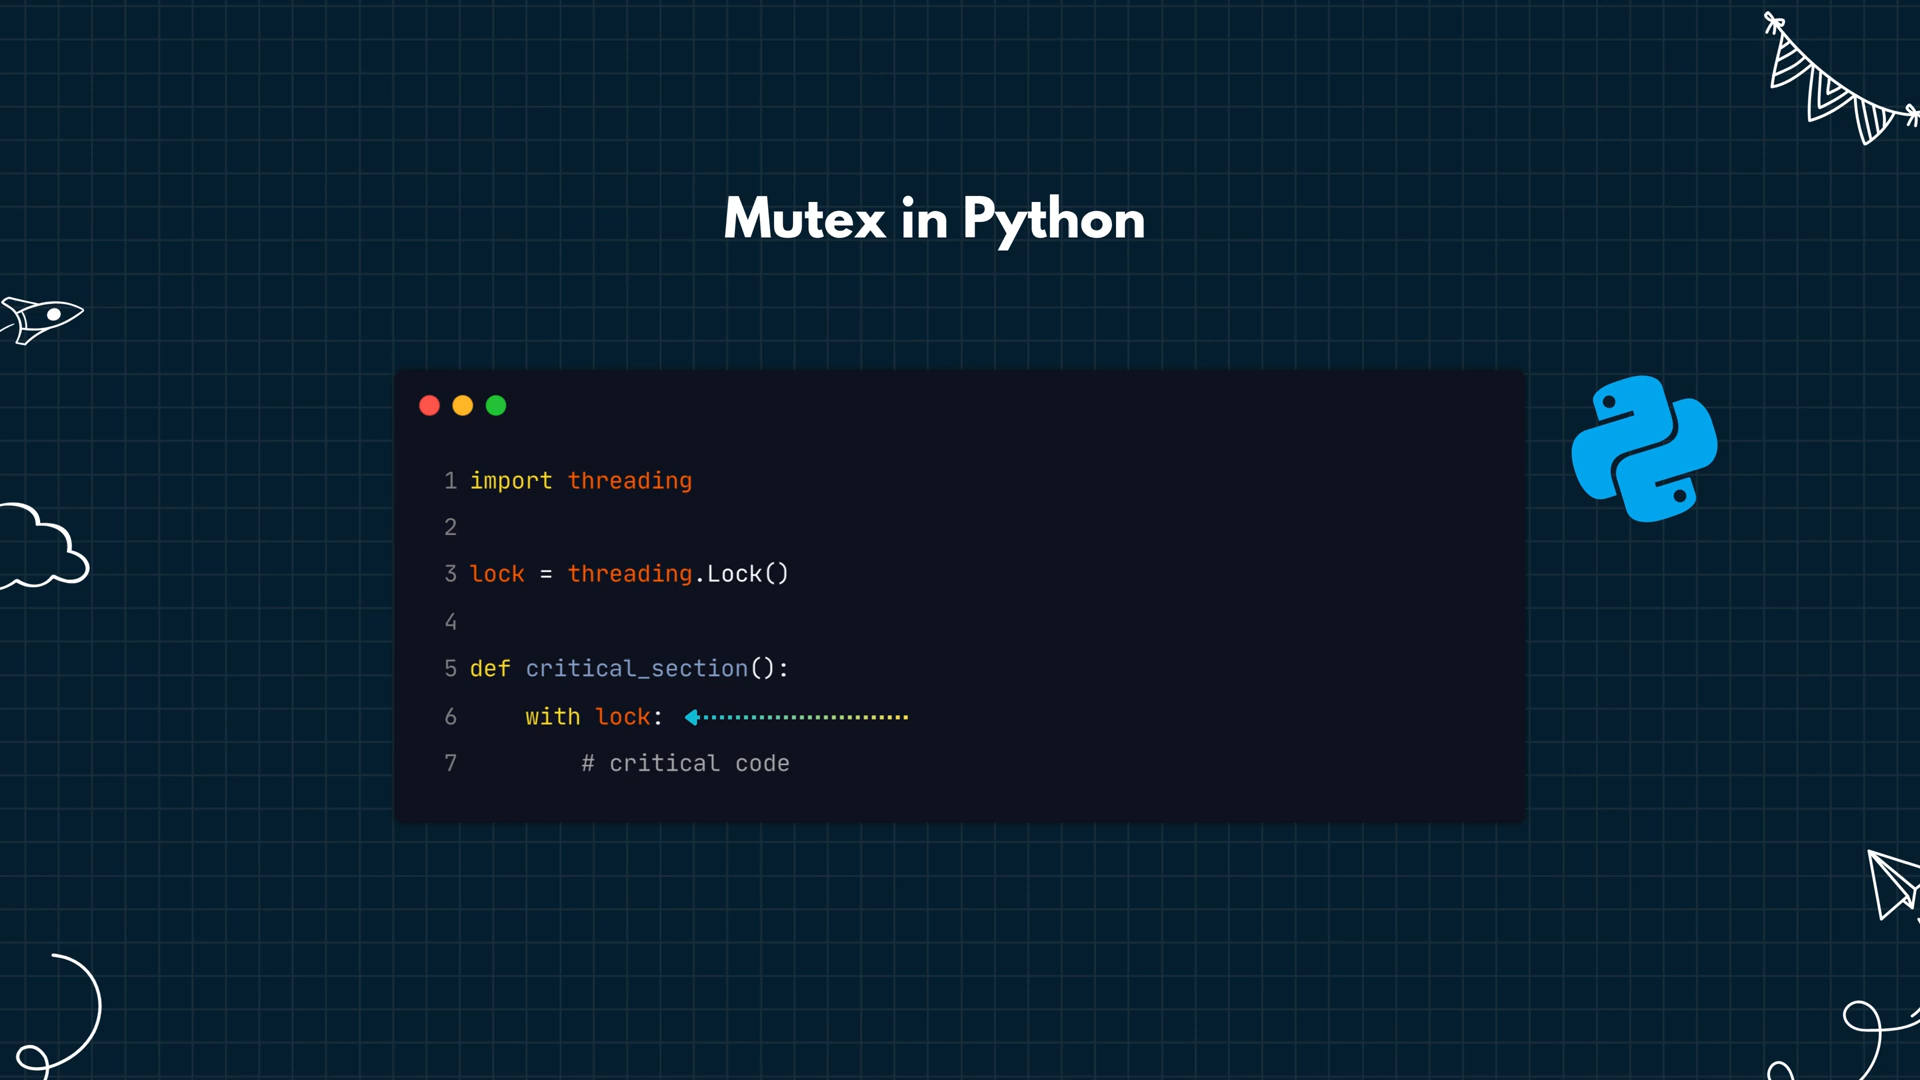 Mutex in Python
1 import threading
2
3 lock = threading.Lock()
4
5 def critical_section():
6     with lock:
7         # critical code